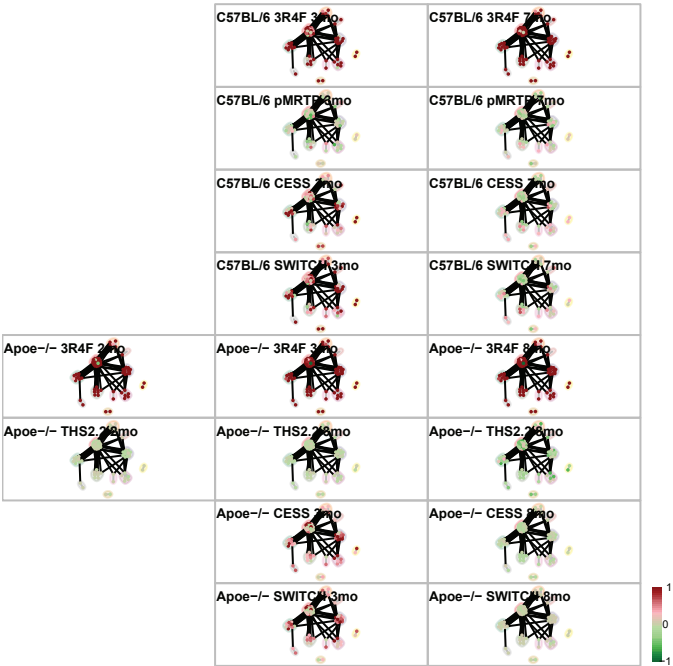 C57BL/6 3R4F 3mo
C57BL/6 3R4F 7mo
C57BL/6 pMRTP 3mo
C57BL/6 pMRTP 7mo
C57BL/6 CESS 3mo
C57BL/6 CESS 7mo
C57BL/6 SWITCH 3mo
C57BL/6 SWITCH 7mo
Apoe−/− 3R4F 2mo
Apoe−/− 3R4F 3mo
Apoe−/− 3R4F 8mo
Apoe−/− THS2.2 2mo
Apoe−/− THS2.2 3mo
Apoe−/− THS2.2 8mo
Apoe−/− CESS 3mo
Apoe−/− CESS 8mo
Apoe−/− SWITCH 3mo
Apoe−/− SWITCH 8mo
1
0
−1